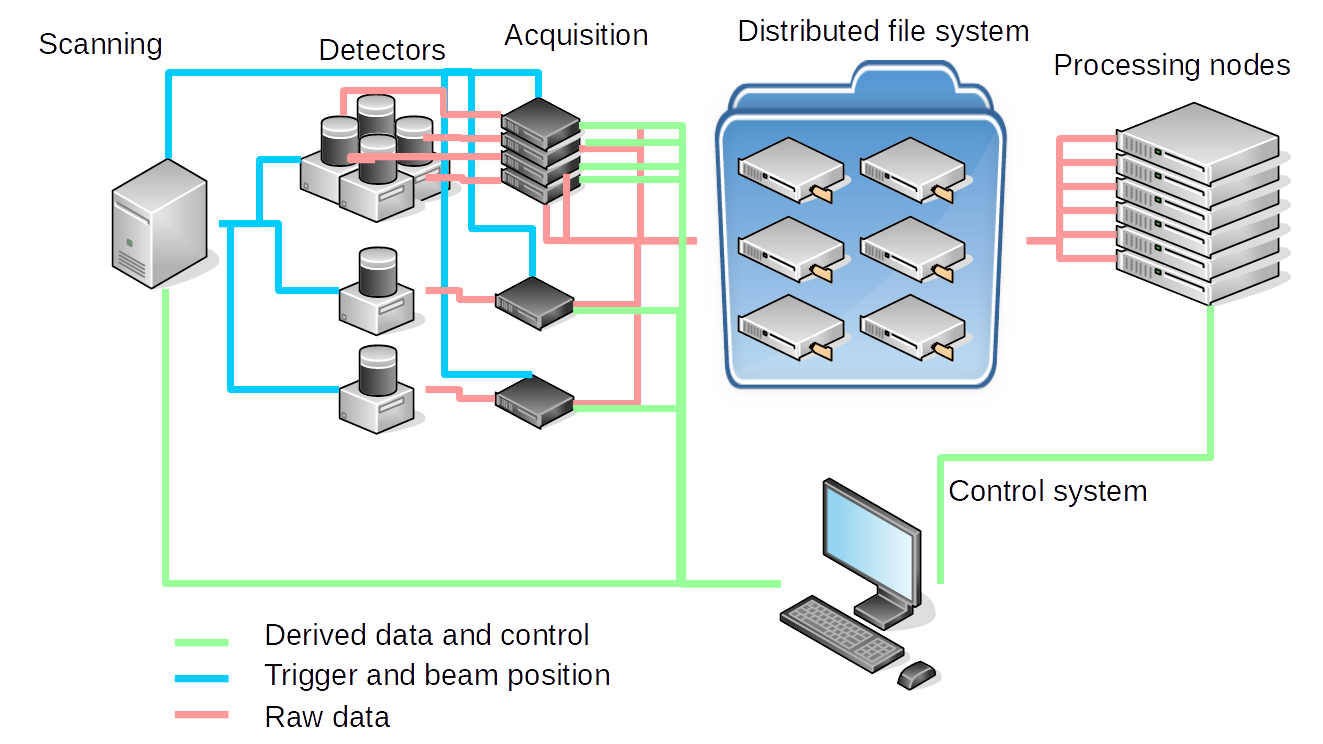 Scanning
Detectors
Acquisition
Distributed file system
Processing nodes
Control system
Derived data and control
Trigger and beam position
Raw data